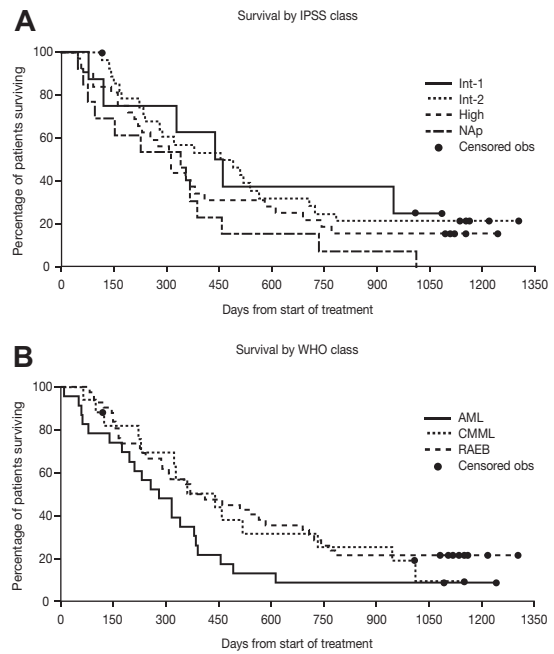 A
Survival by IPSS class
Percentage of patients surviving
100
80
60
40
20
0
Int-1
Int-2
High
NAp
Censored obs
0 150 300 450 600 750 900 1050 1200 1350
Days from start of treatment
B
Survival by WHO class
Percentage of patients surviving
100
80
60
40
20
0
AML
CMML
RAEB
Censored obs
0 150 300 450 600 750 900 1050 1200 1350
Days from start of treatment